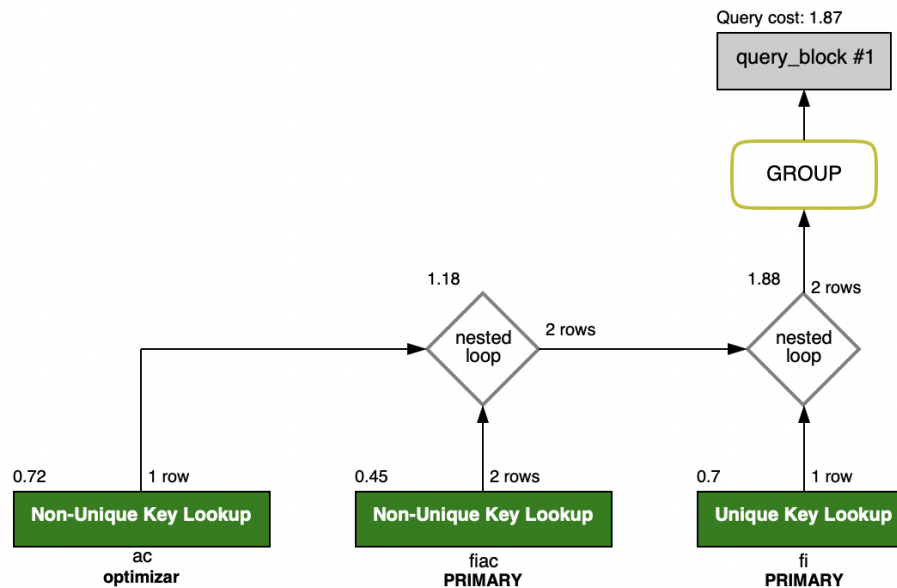 Query cost: 1.87
query_block #1
GROUP
1.18
1.88
2 rows
nested
loop
2 rows
nested
loop
0.72
1 row
0.45
2 rows
0.7
1 row
Non-Unique Key Lookup
Non-Unique Key Lookup
Unique Key Lookup
ac
optimizar
fiac
PRIMARY
fi
PRIMARY